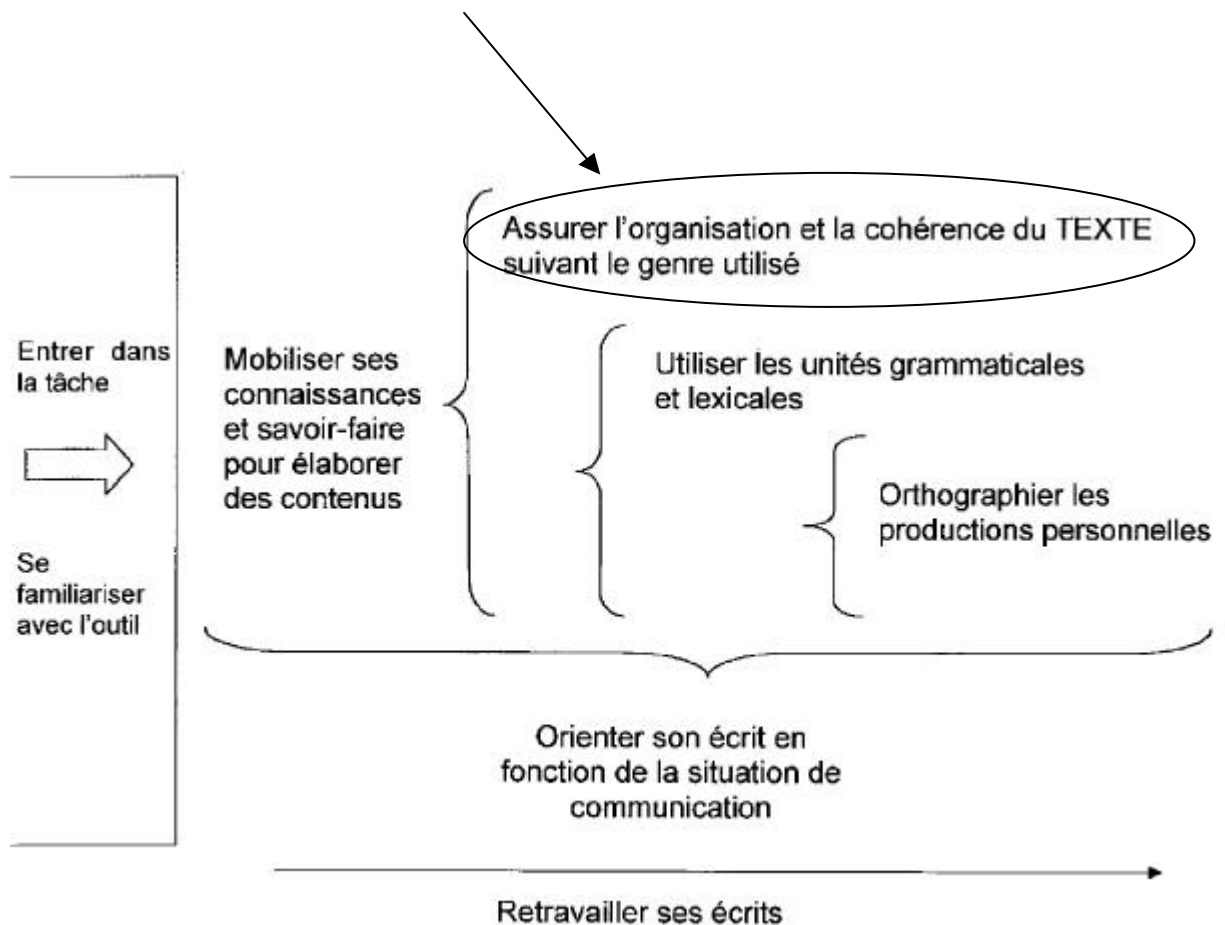 Assurer l'organisation et la cohérence du TEXTE
suivant le genre utilisé
Entrer dans
la tâche
Mobiliser ses
connaissances
et savoir-faire
pour élaborer
des contenus
Utiliser les unités grammaticales
et lexicales
Orthographier les
productions personnelles
Se
familiariser
avec l'outil
Orienter son écrit en
fonction de la situation de
communication
Retravailler ses écrits